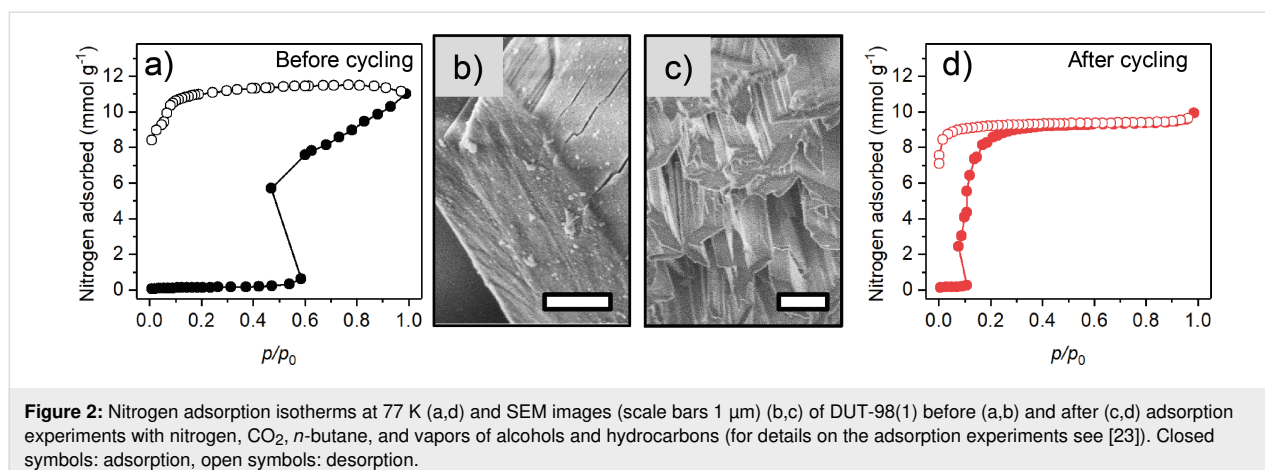 a) Before cycling
Nitrogen adsorbed (mmol g⁻¹)
12
10
8
6
4
2
0
0.0 0.2 0.4 0.6 0.8 1.0
p/p₀
b)
c)
d) After cycling
Nitrogen adsorbed (mmol g⁻¹)
12
10
8
6
4
2
0
0.0 0.2 0.4 0.6 0.8 1.0
p/p₀
Figure 2: Nitrogen adsorption isotherms at 77 K (a,d) and SEM images (scale bars 1 µm) (b,c) of DUT-98(1) before (a,b) and after (c,d) adsorption
experiments with nitrogen, CO₂, n-butane, and vapors of alcohols and hydrocarbons (for details on the adsorption experiments see [23]). Closed
symbols: adsorption, open symbols: desorption.